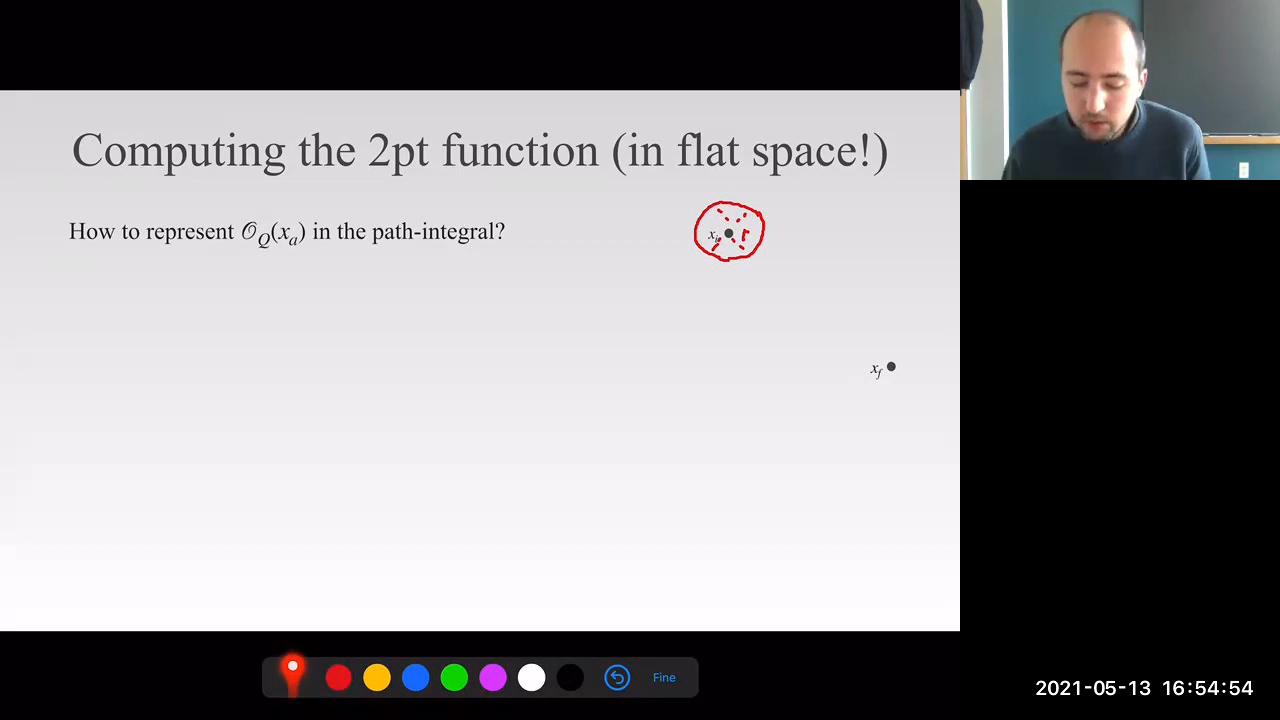 Computing the 2pt function (in flat space!)
How to represent 𝒪_Q(x_a) in the path-integral?
x_i
x_f
Fine
2021-05-13 16:54:54